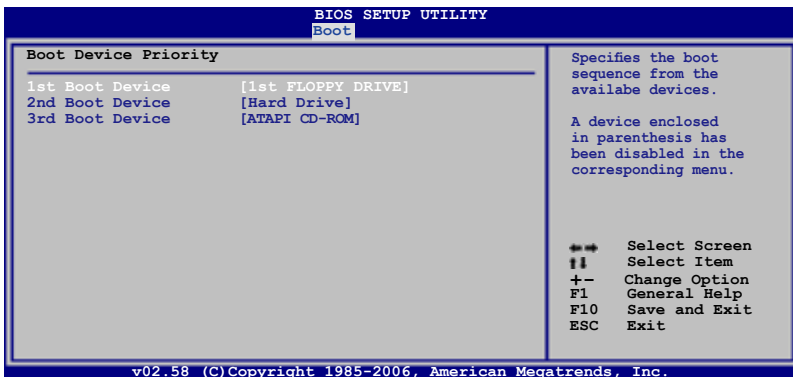 BIOS SETUP UTILITY
Boot
Boot Device Priority
1st Boot Device [1st FLOPPY DRIVE]
2nd Boot Device [Hard Drive]
3rd Boot Device [ATAPI CD-ROM]
Specifies the boot
sequence from the
availabe devices.
A device enclosed
in parenthesis has
been disabled in the
corresponding menu.
←→ Select Screen
↑↓ Select Item
+- Change Option
F1 General Help
F10 Save and Exit
ESC Exit
v02.58 (C)Copyright 1985-2006, American Megatrends, Inc.